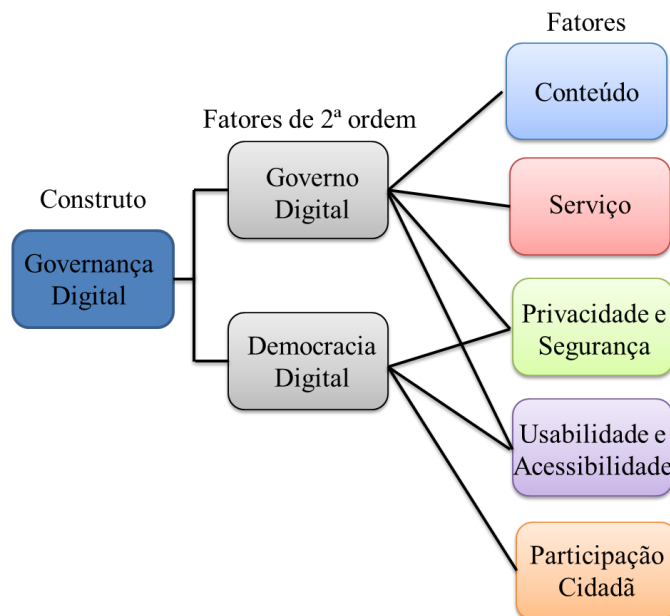 Construto
Governança
Digital
Fatores de 2ª ordem
Governo
Digital
Democracia
Digital
Fatores
Conteúdo
Serviço
Privacidade e
Segurança
Usabilidade e
Acessibilidade
Participação
Cidadã